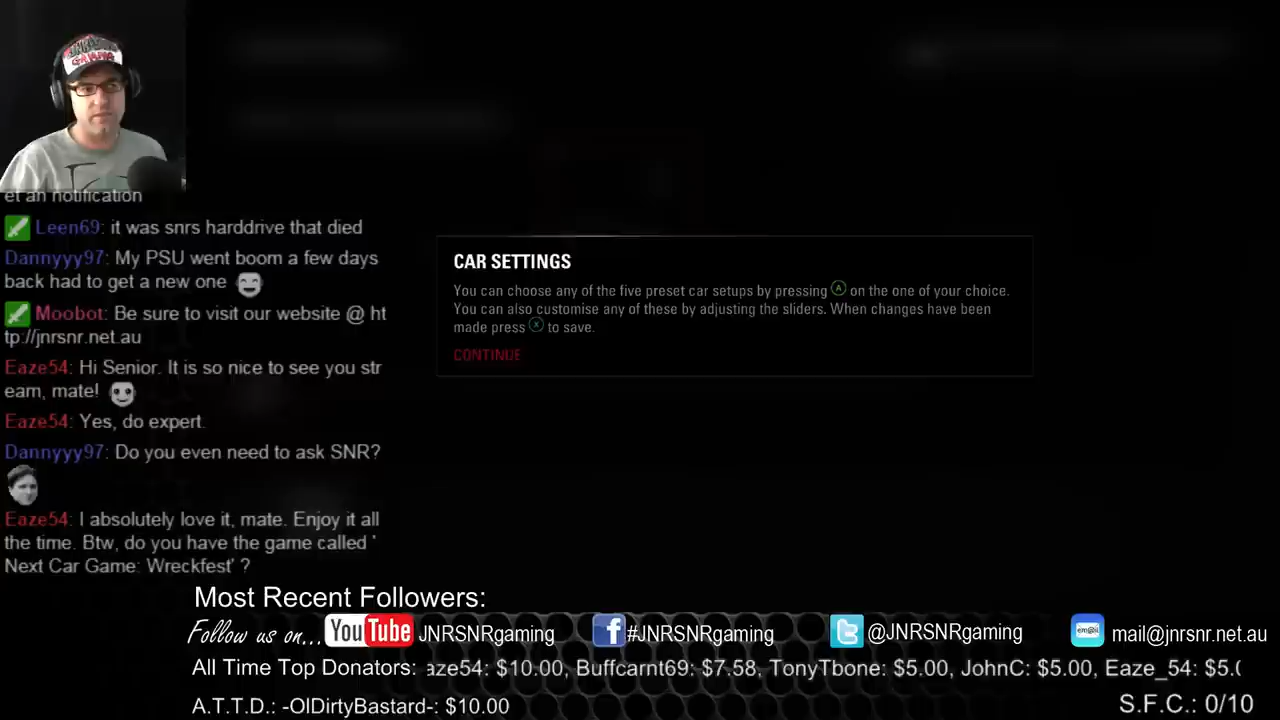 et an notification
Leen69: it was snrs harddrive that died
Dannyyy97: My PSU went boom a few days
back had to get a new one
Moobot: Be sure to visit our website @ ht
tp://jnrsnr.net.au
Eaze54: Hi Senior. It is so nice to see you str
eam, mate!
Eaze54: Yes, do expert.
Dannyyy97: Do you even need to ask SNR?
Eaze54: I absolutely love it, mate. Enjoy it all
the time. Btw, do you have the game called '
Next Car Game: Wreckfest' ?
CAR SETTINGS
You can choose any of the five preset car setups by pressing A on the one of your choice.
You can also customise any of these by adjusting the sliders. When changes have been
made press X to save.
CONTINUE
Most Recent Followers:
Follow us on... YouTube JNRSNRgaming f #JNRSNRgaming @JNRSNRgaming em@il mail@jnrsnr.net.au
All Time Top Donators: aze54: $10.00, Buffcarnt69: $7.58, TonyTbone: $5.00, JohnC: $5.00, Eaze_54: $5.0
A.T.T.D.: -OlDirtyBastard-: $10.00
S.F.C.: 0/10